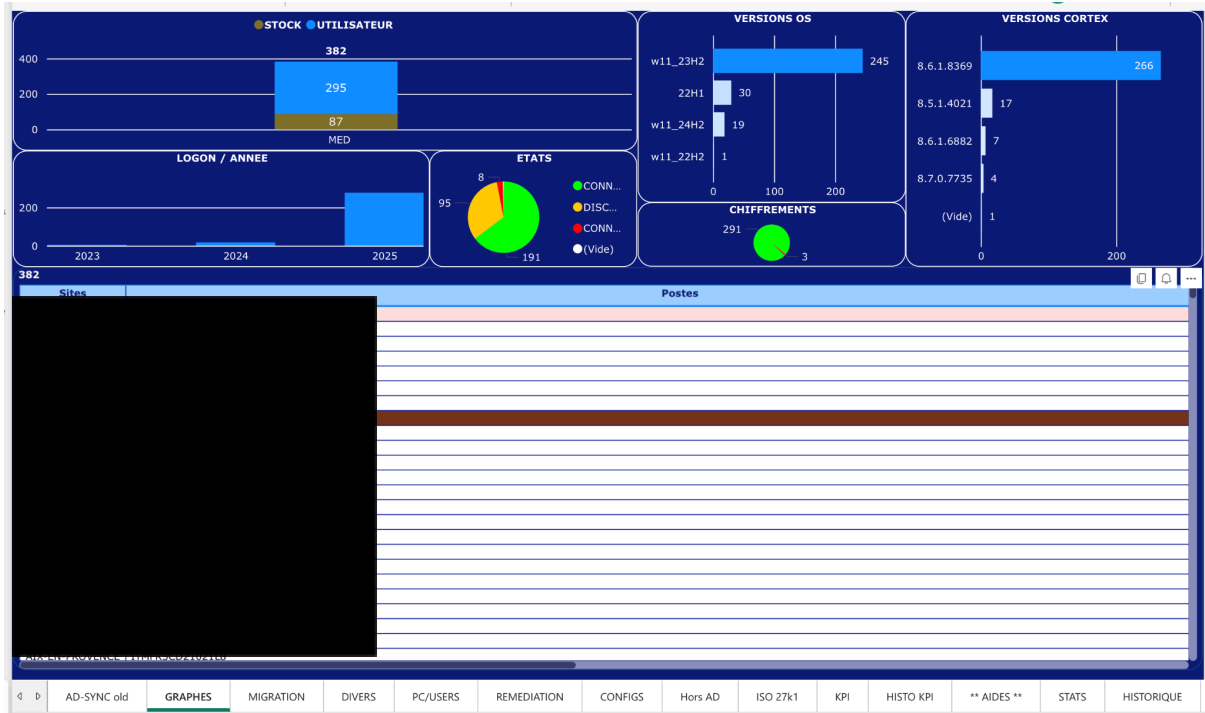 STOCK UTILISATEUR
400
200
0
382
295
87
MED
LOGON / ANNEE
200
0
2023
2024
2025
ETATS
8
95
191
CONN...
DISC...
CONN...
(Vide)
VERSIONS OS
w11_23H2
245
22H1
30
w11_24H2
19
w11_22H2
1
0
100
200
CHIFFREMENTS
291
3
VERSIONS CORTEX
8.6.1.8369
266
8.5.1.4021
17
8.6.1.6882
7
8.7.0.7735
4
(Vide)
1
0
200
382
Sites
Postes
AD-SYNC old
GRAPHES
MIGRATION
DIVERS
PC/USERS
REMEDIATION
CONFIGS
Hors AD
ISO 27k1
KPI
HISTO KPI
** AIDES **
STATS
HISTORIQUE